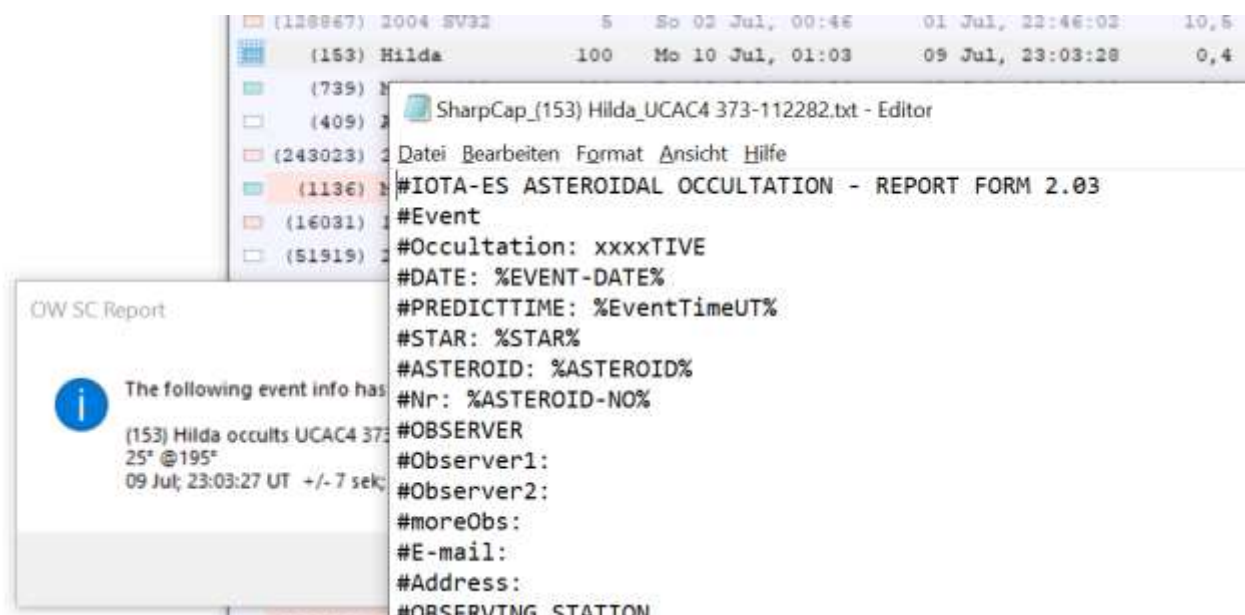 (128867) 2004 SV32 5 So 02 Jul, 00:46 01 Jul, 22:46:02 10,5
(153) Hilda 100 Mo 10 Jul, 01:03 09 Jul, 23:03:28 0,4
(739)
(409)
(243023) 2
(1136)
(16031) 1
(51919) 2
SharpCap_(153) Hilda_UCAC4 373-112282.txt - Editor
Datei Bearbeiten Format Ansicht Hilfe
#IOTA-ES ASTEROIDAL OCCULTATION - REPORT FORM 2.03
#Event
#Occultation: xxxxTIVE
#DATE: %EVENT-DATE%
#PREDICTTIME: %EventTimeUT%
#STAR: %STAR%
#ASTEROID: %ASTEROID%
#Nr: %ASTEROID-NO%
#OBSERVER
#Observer1:
#Observer2:
#moreObs:
#E-mail:
#Address:
#OBSERVING STATION
OW SC Report
The following event info has
(153) Hilda occults UCAC4 373
25° @195°
09 Jul; 23:03:27 UT +/- 7 sek;